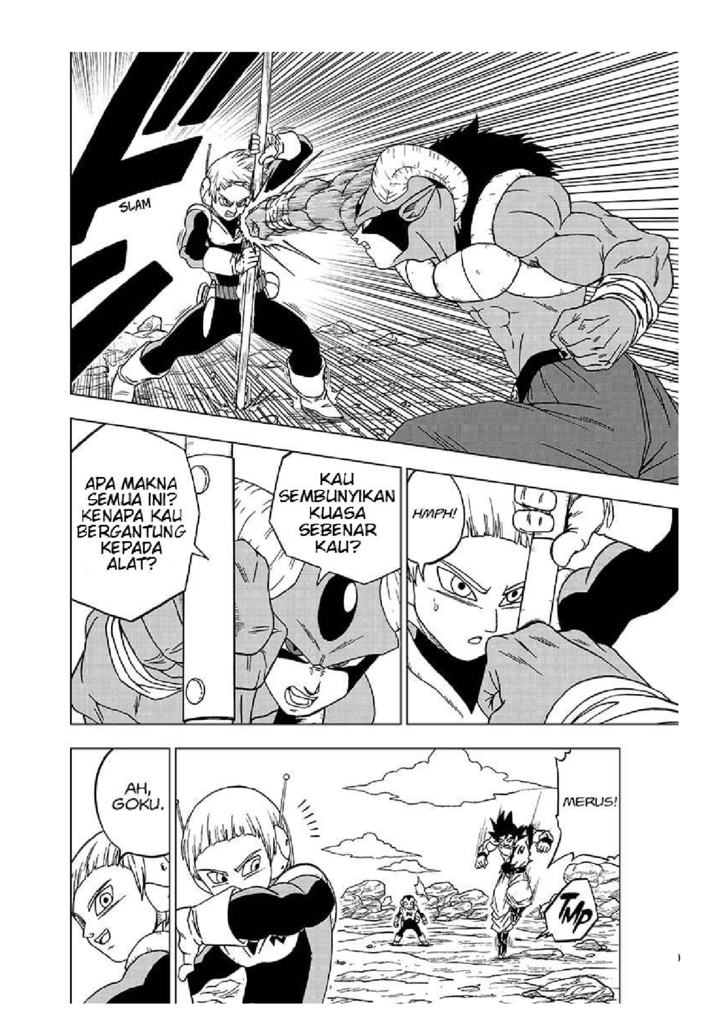 SLAM
APA MAKNA
SEMUA INI?
KENAPA KAU
BERGANTUNG
KEPADA
ALAT?
KAU
SEMBUNYIKAN
KUASA
SEBENAR
KAU?
HMPH!
AH,
GOKU.
MERUS!
TMP